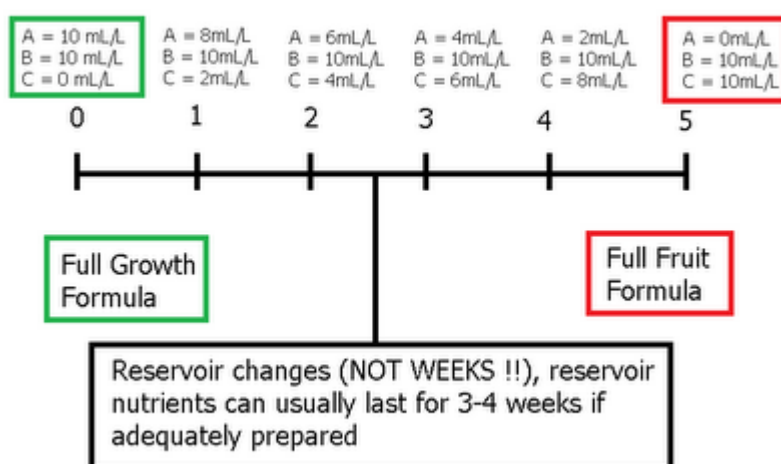 A = 10 mL/L
B = 10 mL/L
C = 0 mL/L
A = 8mL/L
B = 10mL/L
C = 2mL/L
A = 6mL/L
B = 10mL/L
C = 4mL/L
A = 4mL/L
B = 10mL/L
C = 6mL/L
A = 2mL/L
B = 10mL/L
C = 8mL/L
A = 0mL/L
B = 10mL/L
C = 10mL/L
0
1
2
3
4
5
Full Growth
Formula
Full Fruit
Formula
Reservoir changes (NOT WEEKS !!), reservoir
nutrients can usually last for 3-4 weeks if
adequately prepared